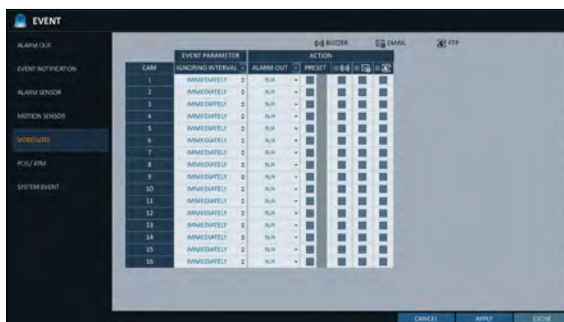 EVENT
ALARM OUT
EVENT NOTIFICATION
ALARM SENSOR
MOTION SENSOR
VIDEO LOSS
POS/ATM
SYSTEM EVENT
BUZZER EMAIL FTP
EVENT PARAMETER ACTION
CAM IGNORING INTERVAL ALARM OUT PRESET
1 IMMEDIATELY N/A
2 IMMEDIATELY N/A
3 IMMEDIATELY N/A
4 IMMEDIATELY N/A
5 IMMEDIATELY N/A
6 IMMEDIATELY N/A
7 IMMEDIATELY N/A
8 IMMEDIATELY N/A
9 IMMEDIATELY N/A
10 IMMEDIATELY N/A
11 IMMEDIATELY N/A
12 IMMEDIATELY N/A
13 IMMEDIATELY N/A
14 IMMEDIATELY N/A
15 IMMEDIATELY N/A
16 IMMEDIATELY N/A
CANCEL APPLY CLOSE